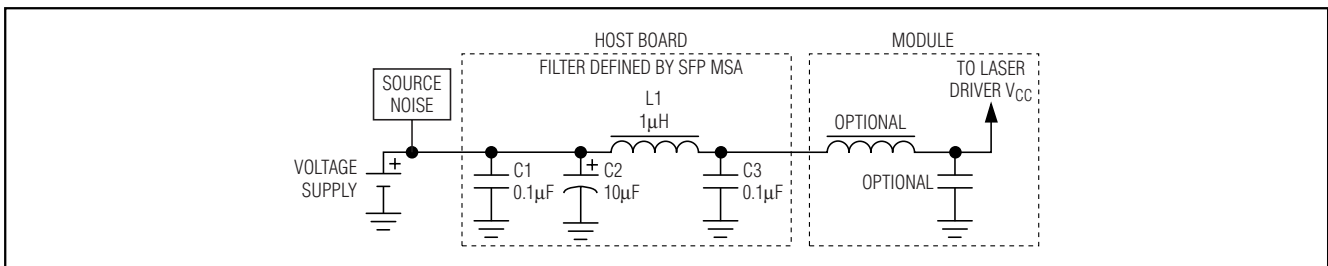 HOST BOARD
FILTER DEFINED BY SFP MSA
MODULE
SOURCE
NOISE
L1
1μH
TO LASER
DRIVER VCC
OPTIONAL
VOLTAGE
SUPPLY
+
C1
0.1μF
+
C2
10μF
C3
0.1μF
OPTIONAL